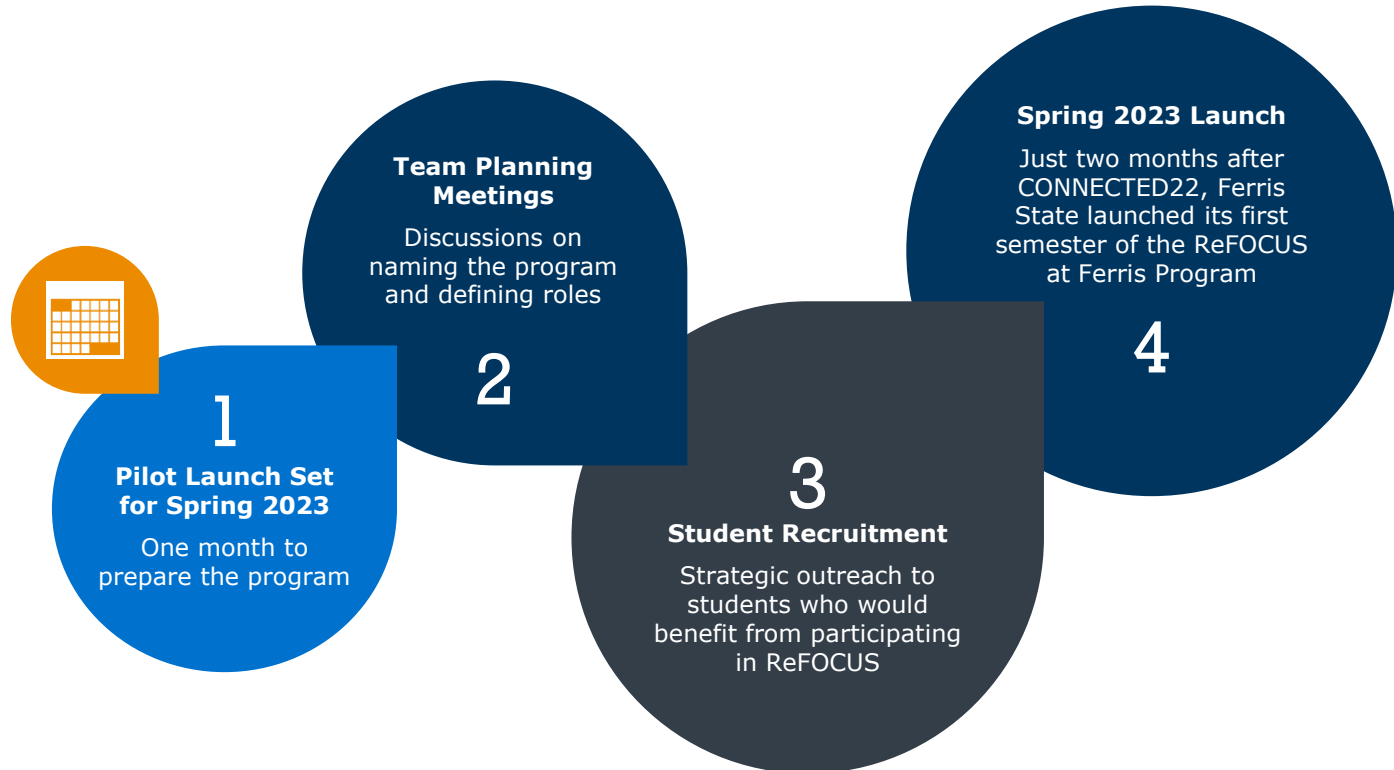 1
Pilot Launch Set
for Spring 2023
One month to
prepare the program
Team Planning
Meetings
Discussions on
naming the program
and defining roles
2
3
Student Recruitment
Strategic outreach to
students who would
benefit from participating
in ReFOCUS
Spring 2023 Launch
Just two months after
CONNECTED22, Ferris
State launched its first
semester of the ReFOCUS
at Ferris Program
4